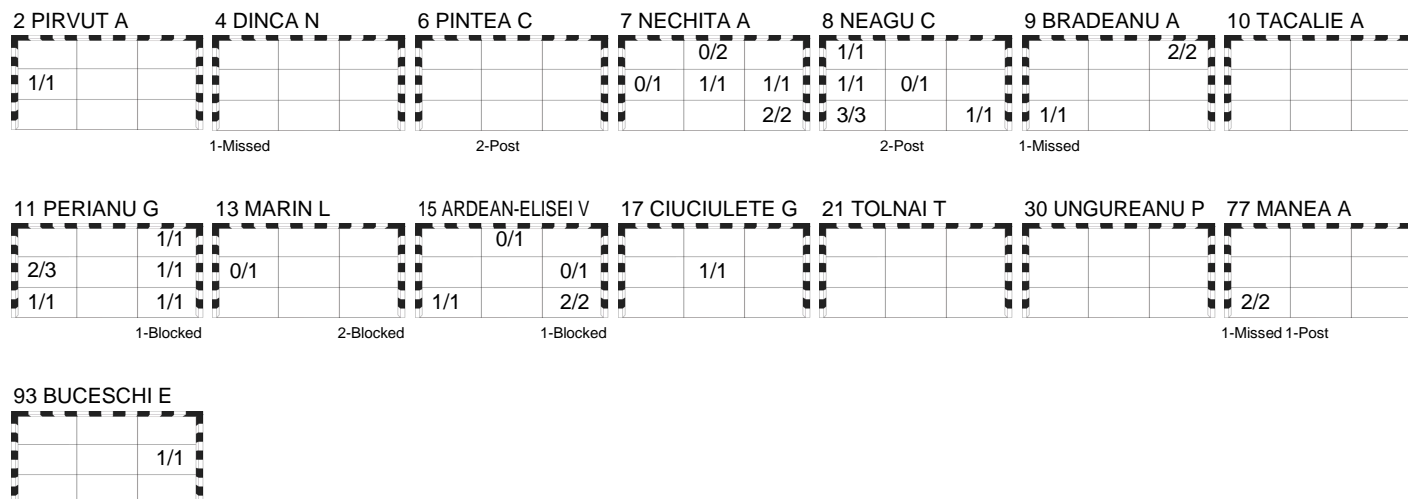 2 PIRVUT A 4 DINCA N 6 PINTEA C 7 NECHITA A 8 NEAGU C 9 BRADEANU A 10 TACALIE A
0/2 1/1 2/2
1/1 0/1 1/1 1/1 1/1 0/1
2/2 3/3 1/1 1/1
1-Missed 2-Post 2-Post 1-Missed
11 PERIANU G 13 MARIN L 15 ARDEAN-ELISEI V 17 CIUCIULETE G 21 TOLNAI T 30 UNGUREANU P 77 MANEA A
1/1 0/1
2/3 1/1 0/1 0/1 1/1
1/1 1/1 1/1 2/2 2/2
1-Blocked 2-Blocked 1-Blocked 1-Missed 1-Post
93 BUCESCHI E
1/1